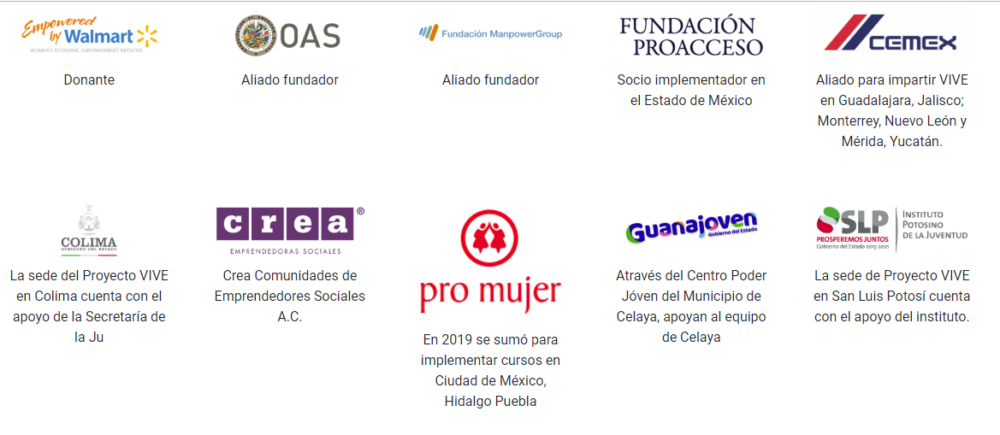 Empowered
by Walmart
WOMEN'S ECONOMIC EMPOWERMENT INITIATIVE
Donante
OAS
Aliado fundador
Fundación ManpowerGroup
Aliado fundador
FUNDACIÓN
PROACCESO
Socio implementador en
el Estado de México
CEMEX
Aliado para impartir VIVE
en Guadalajara, Jalisco;
Monterrey, Nuevo León y
Mérida, Yucatán.
COLIMA
GOBIERNO DEL ESTADO
La sede del Proyecto VIVE
en Colima cuenta con el
apoyo de la Secretaría de
la Ju
crea®
EMPRENDEDORAS SOCIALES
Crea Comunidades de
Emprendedores Sociales
A.C.
pro mujer
En 2019 se sumó para
implementar cursos en
Ciudad de México,
Hidalgo Puebla
Guanajoven
Gobierno del Estado
Através del Centro Poder
Jóven del Municipio de
Celaya, apoyan al equipo
de Celaya
SLP
PROSPEREMOS JUNTOS
Gobierno del Estado 2015-2021
INSTITUTO
POTOSINO
DE LA JUVENTUD
La sede de Proyecto VIVE
en San Luis Potosí cuenta
con el apoyo del instituto.